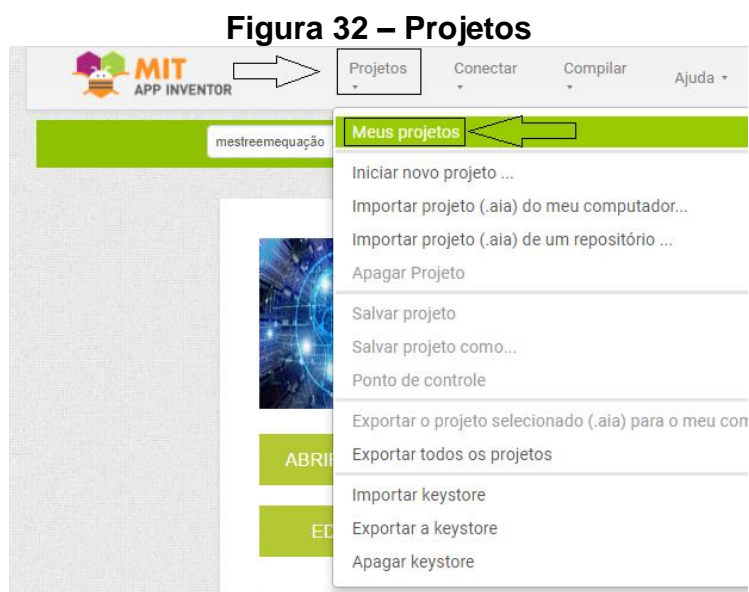 Figura 32 – Projetos
MIT
APP INVENTOR
Projetos
Conectar
Compilar
Ajuda
mestreemequação
Meus projetos
Iniciar novo projeto ...
Importar projeto (.aia) do meu computador...
Importar projeto (.aia) de um repositório ...
Apagar Projeto
Salvar projeto
Salvar projeto como...
Ponto de controle
Exportar o projeto selecionado (.aia) para o meu com
ABRIR
Exportar todos os projetos
Importar keystore
ED
Exportar a keystore
Apagar keystore